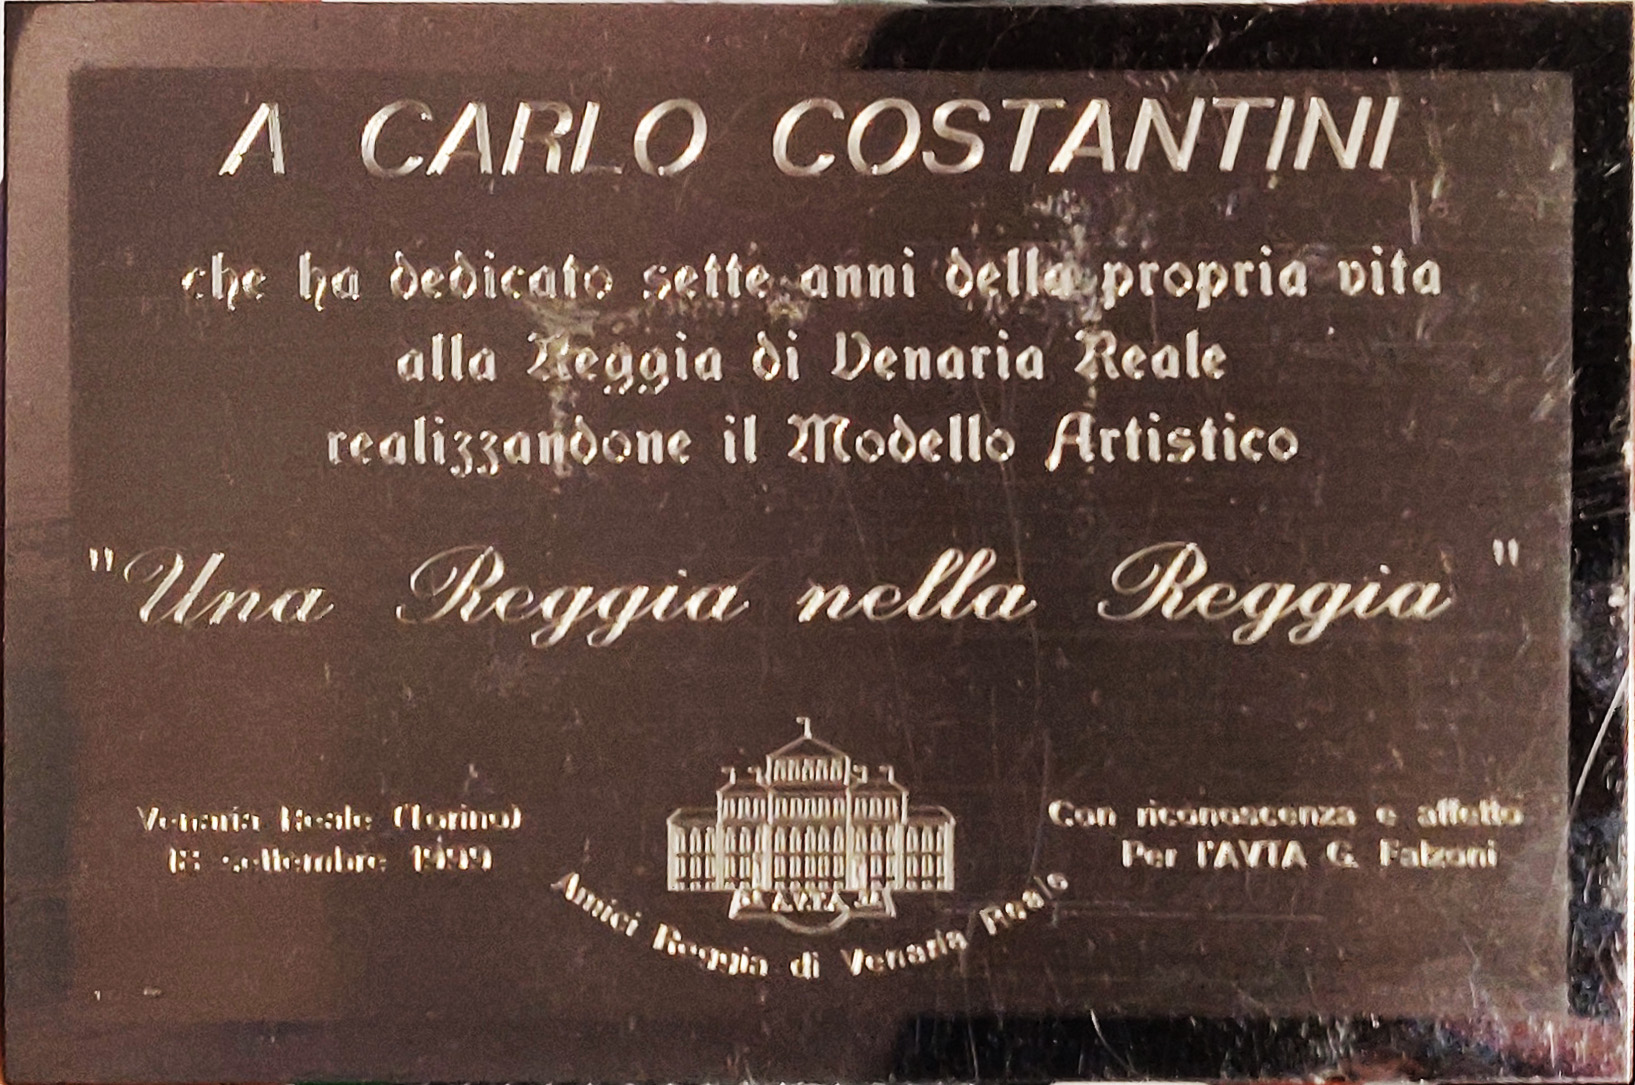 A CARLO COSTANTINI
che ha dedicato sette anni della propria vita
alla Reggia di Venaria Reale
realizzandone il Modello Artistico
"Una Reggia nella Reggia"
Venaria Reale (Torino)
settembre 1999
AVTA
Amici Reggia di Venaria Reale
Con riconoscenza e affetto
Per l'AVTA G. Falzoni